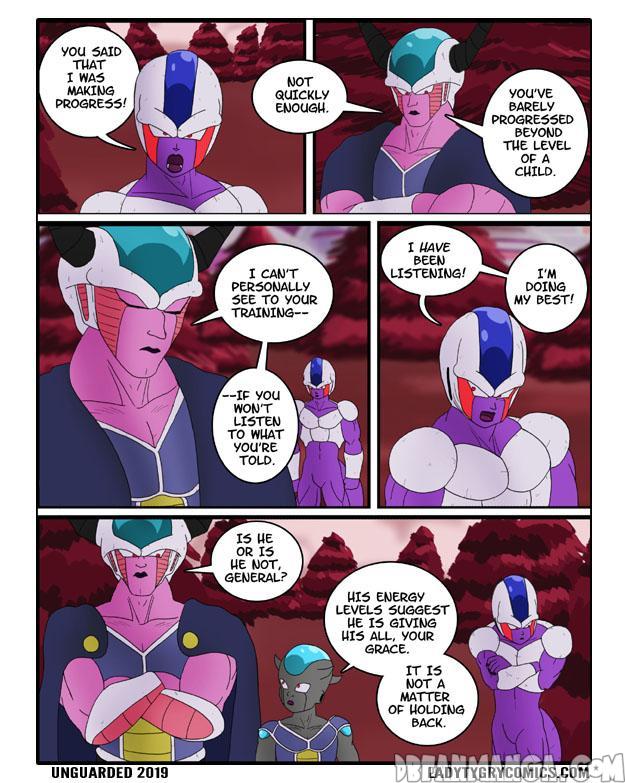 YOU SAID
THAT
I WAS
MAKING
PROGRESS!
NOT
QUICKLY
ENOUGH.
YOU'VE
BARELY
PROGRESSED
BEYOND
THE LEVEL
OF A
CHILD.
I CAN'T
PERSONALLY
SEE TO YOUR
TRAINING--
--IF YOU
WON'T
LISTEN
TO WHAT
YOU'RE
TOLD.
I HAVE
BEEN
LISTENING!
I'M
DOING
MY BEST!
IS HE
OR IS
HE NOT,
GENERAL?
HIS ENERGY
LEVELS SUGGEST
HE IS GIVING
HIS ALL, YOUR
GRACE.
IT IS
NOT A
MATTER OF
HOLDING
BACK.
UNGUARDED 2019
LADYTYGRYCOMICS.COM
DBFANMANGA.COM